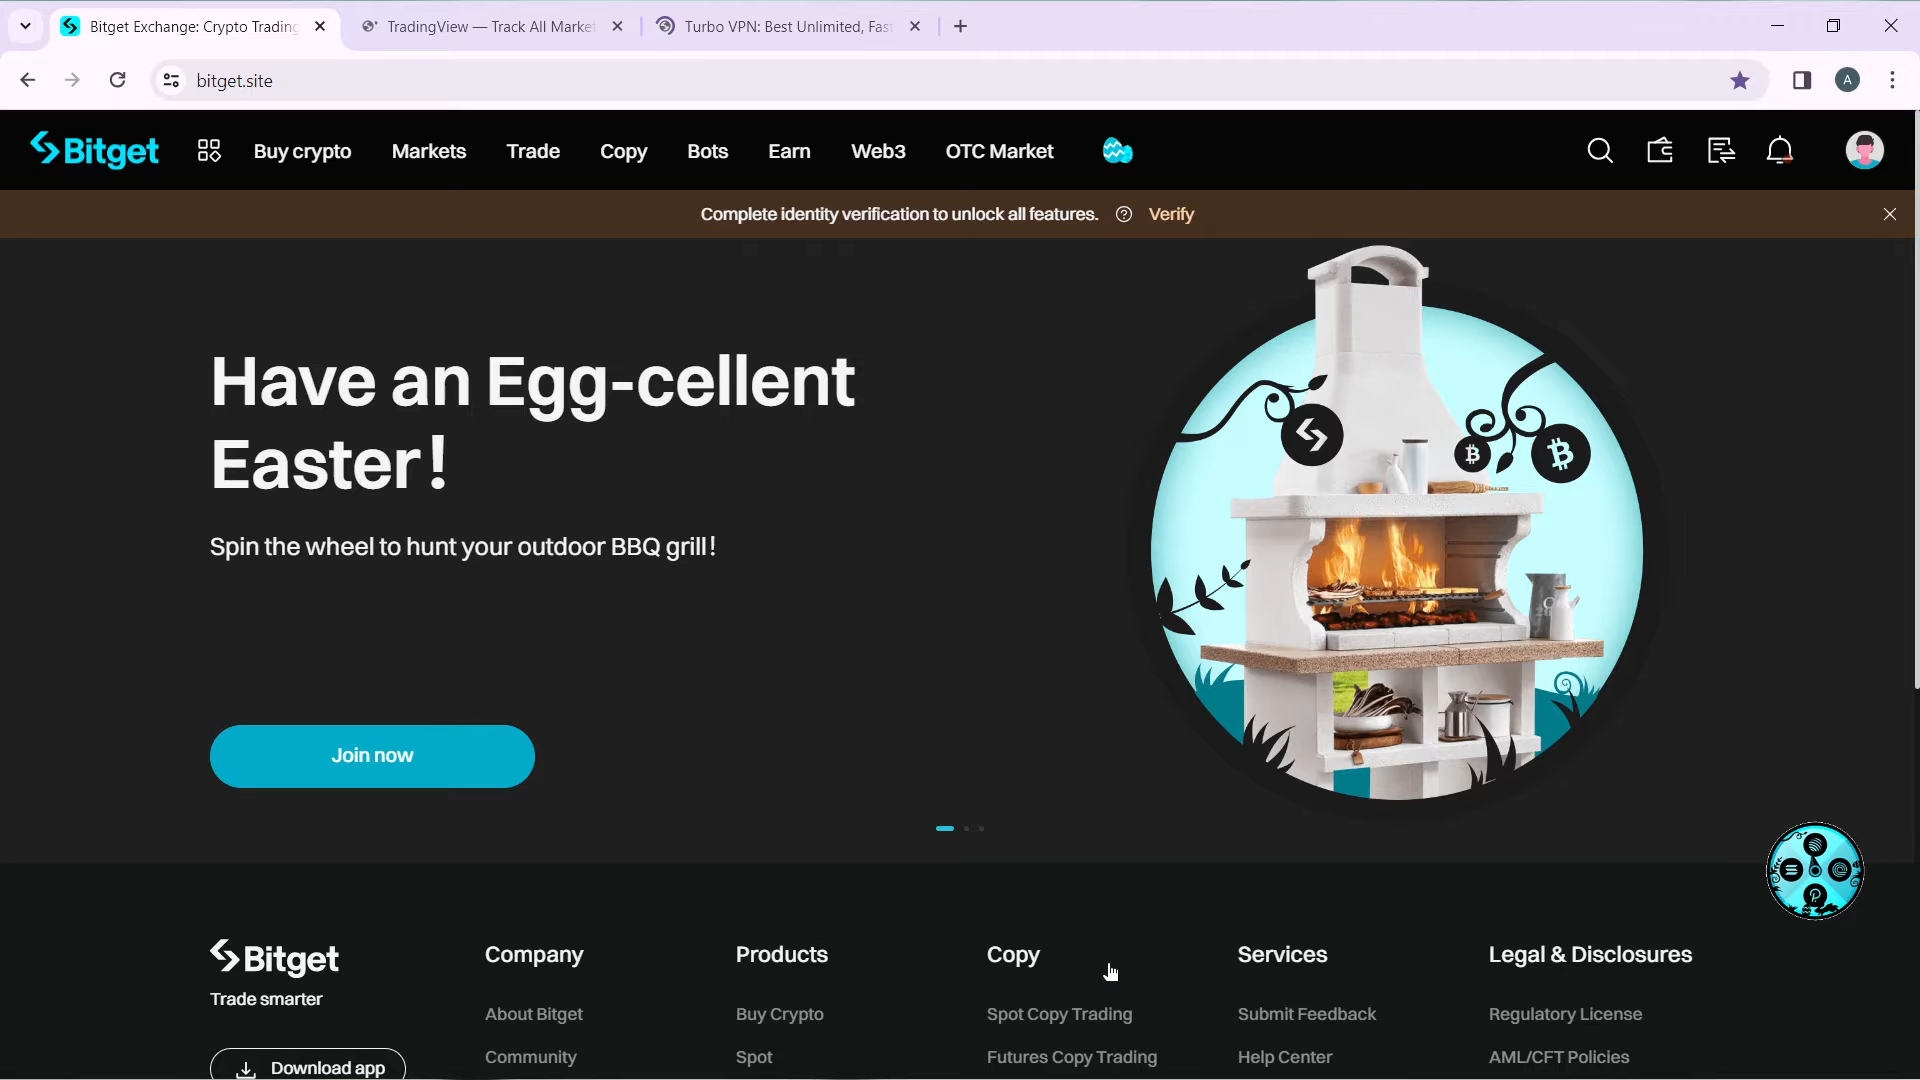 Bitget Exchange: Crypto Trading
TradingView — Track All Market
Turbo VPN: Best Unlimited, Fas
bitget.site
A
Bitget
Buy crypto
Markets
Trade
Copy
Bots
Earn
Web3
OTC Market
Complete identity verification to unlock all features.
Verify
Have an Egg-cellent
Easter!
Spin the wheel to hunt your outdoor BBQ grill!
Join now
Bitget
Trade smarter
Download app
Company
About Bitget
Community
Products
Buy Crypto
Spot
Copy
Spot Copy Trading
Futures Copy Trading
Services
Submit Feedback
Help Center
Legal & Disclosures
Regulatory License
AML/CFT Policies